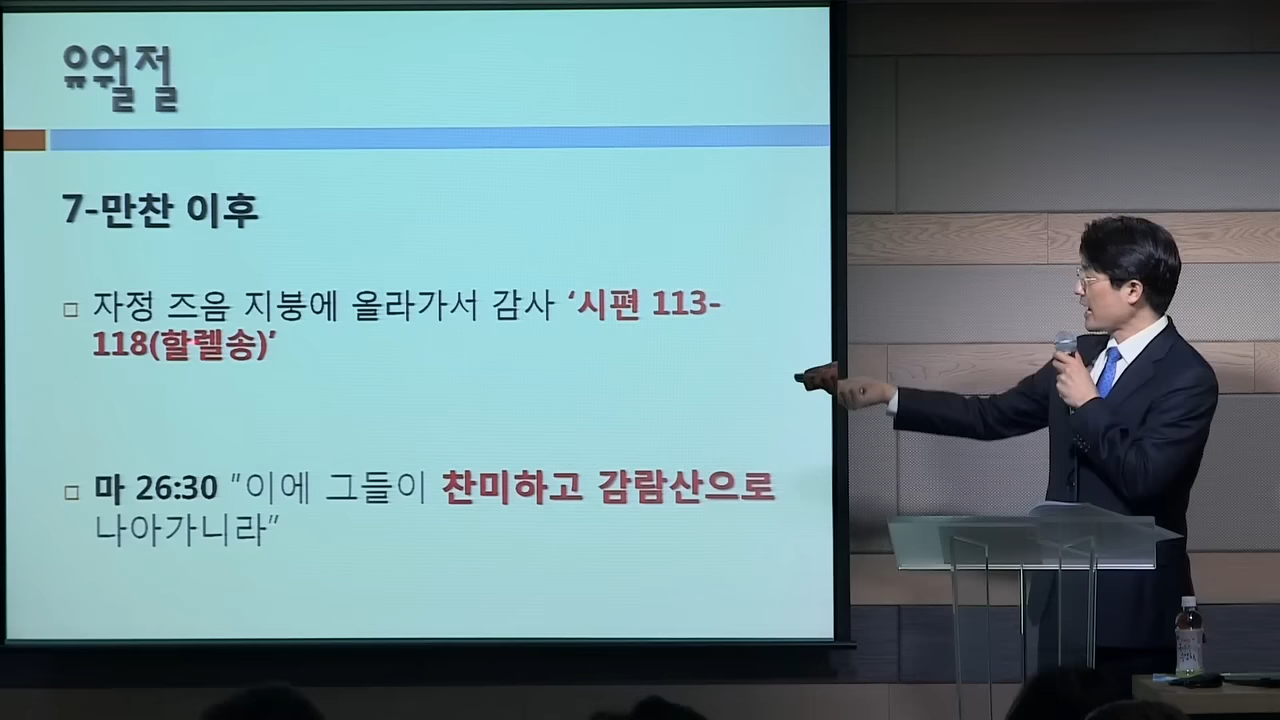 유월절
7-만찬 이후
자정 즈음 지붕에 올라가서 감사 ‘시편 113-
118(할렐송)’
마 26:30 "이에 그들이 찬미하고 감람산으로
나아가니라”